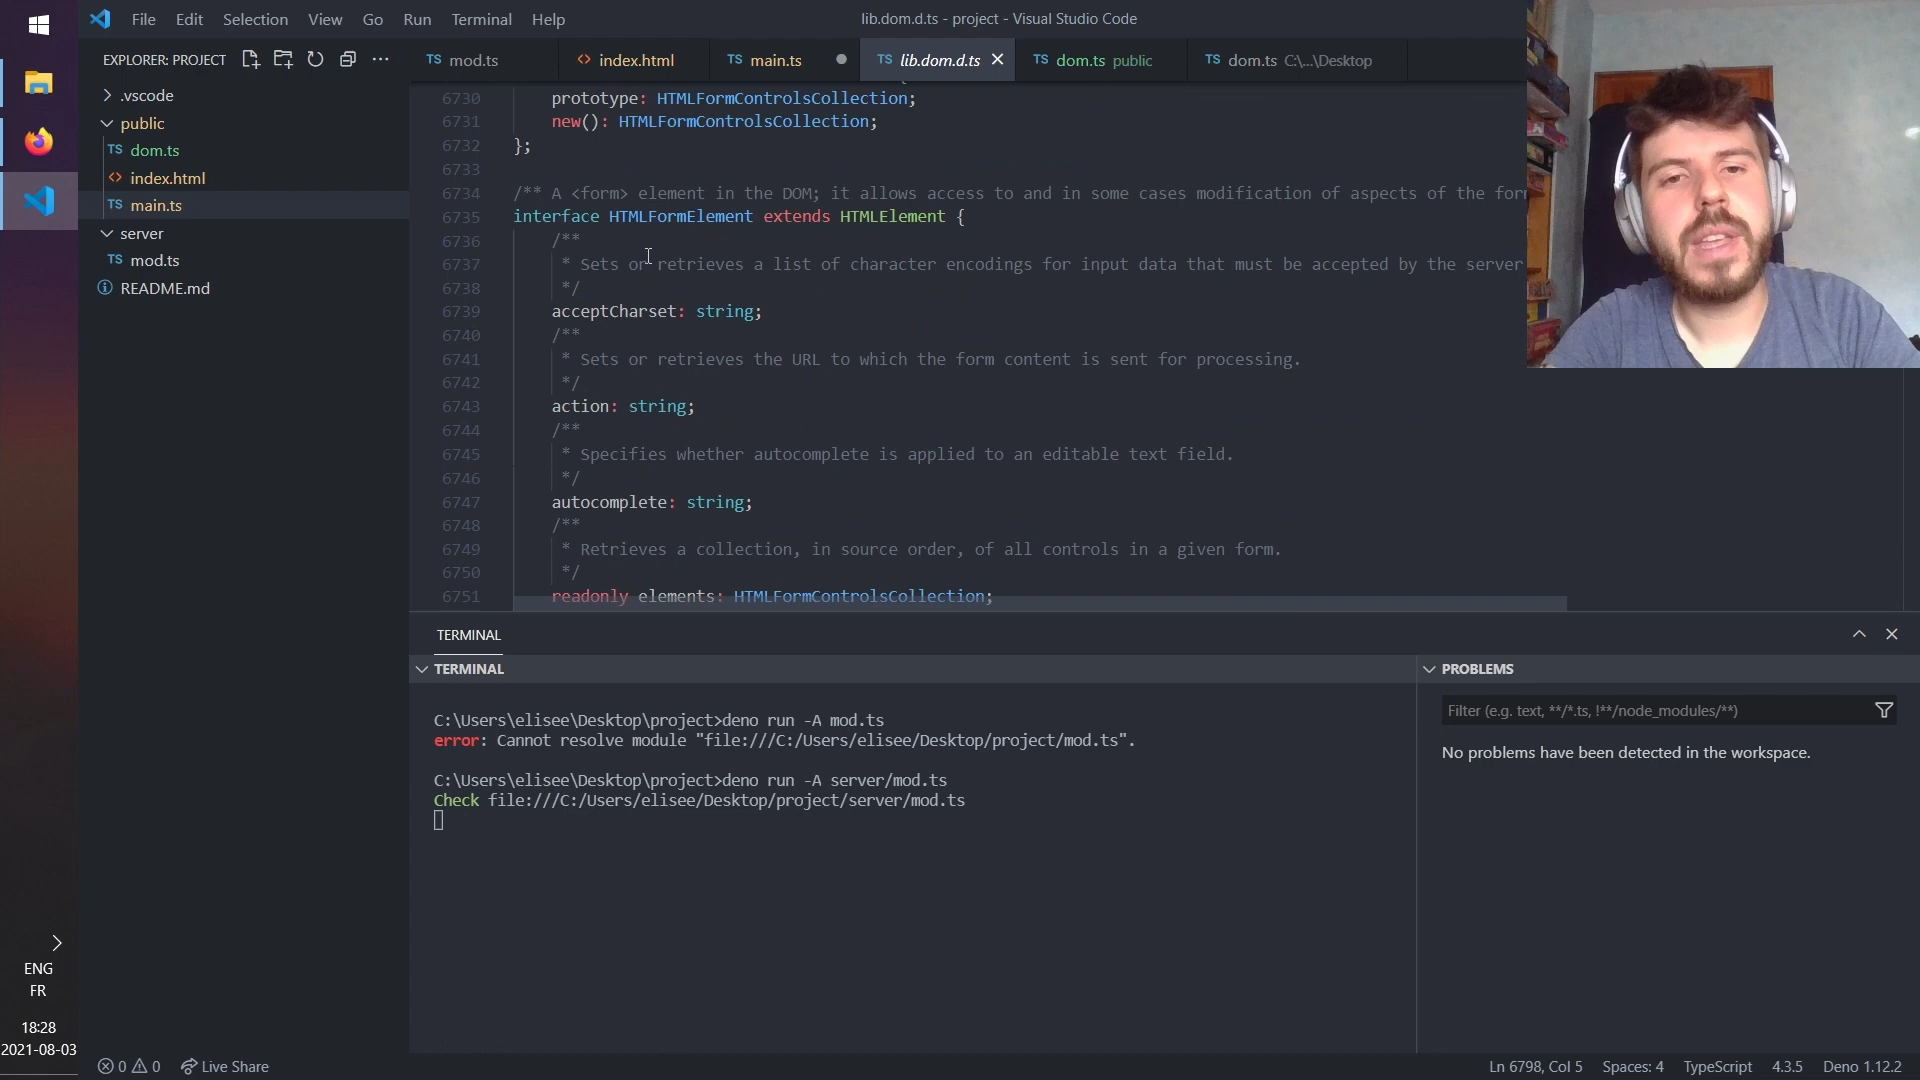 File Edit Selection View Go Run Terminal Help
lib.dom.d.ts - project - Visual Studio Code
EXPLORER: PROJECT
TS mod.ts
<> index.html
TS main.ts
TS lib.dom.d.ts
TS dom.ts public
TS dom.ts C:\...\Desktop
.vscode
public
TS dom.ts
<> index.html
TS main.ts
server
TS mod.ts
README.md
6730 prototype: HTMLFormControlsCollection;
6731 new(): HTMLFormControlsCollection;
6732 };
6733
6734 /** A <form> element in the DOM; it allows access to and in some cases modification of aspects of the for
6735 interface HTMLFormElement extends HTMLElement {
6736 /**
6737 * Sets or retrieves a list of character encodings for input data that must be accepted by the server
6738 */
6739 acceptCharset: string;
6740 /**
6741 * Sets or retrieves the URL to which the form content is sent for processing.
6742 */
6743 action: string;
6744 /**
6745 * Specifies whether autocomplete is applied to an editable text field.
6746 */
6747 autocomplete: string;
6748 /**
6749 * Retrieves a collection, in source order, of all controls in a given form.
6750 */
6751 readonly elements: HTMLFormControlsCollection;
TERMINAL
TERMINAL
C:\Users\elisee\Desktop\project>deno run -A mod.ts
error: Cannot resolve module "file:///C:/Users/elisee/Desktop/project/mod.ts".
C:\Users\elisee\Desktop\project>deno run -A server/mod.ts
Check file:///C:/Users/elisee/Desktop/project/server/mod.ts
PROBLEMS
Filter (e.g. text, **/*.ts, !**/node_modules/**)
No problems have been detected in the workspace.
ENG
FR
18:28
2021-08-03
0 0 Live Share
Ln 6798, Col 5 Spaces: 4 TypeScript 4.3.5 Deno 1.12.2